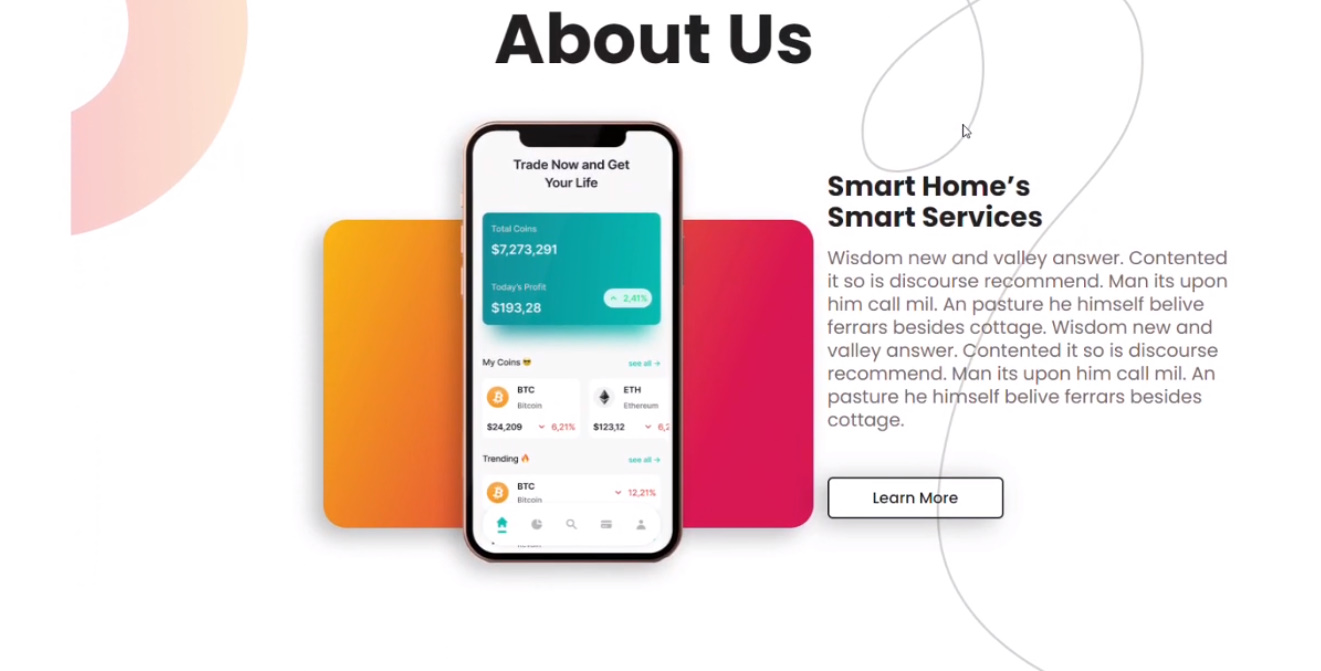 About Us
Trade Now and Get
Your Life
Total Coins
$7,273,291
Today's Profit
$193,28
2,41%
My Coins 😎
see all →
BTC
Bitcoin
$24,209
6,21%
ETH
Ethereum
$123,12
6,2
Trending 🔥
see all →
BTC
Bitcoin
12,21%
Smart Home’s
Smart Services
Wisdom new and valley answer. Contented
it so is discourse recommend. Man its upon
him call mil. An pasture he himself belive
ferrars besides cottage. Wisdom new and
valley answer. Contented it so is discourse
recommend. Man its upon him call mil. An
pasture he himself belive ferrars besides
cottage.
Learn More